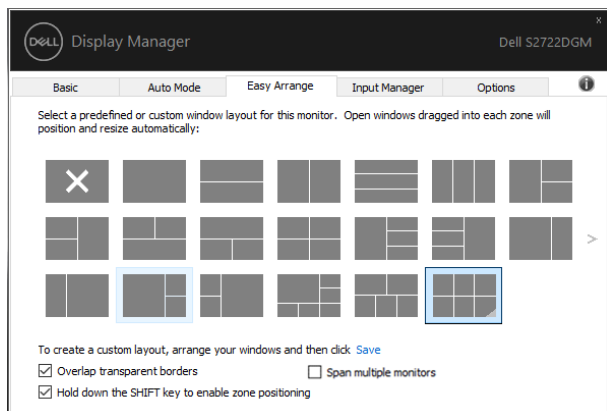 x
DELL Display Manager
Dell S2722DGM
Basic Auto Mode Easy Arrange Input Manager Options i
Select a predefined or custom window layout for this monitor. Open windows dragged into each zone will
position and resize automatically:
>
To create a custom layout, arrange your windows and then click Save
Overlap transparent borders Span multiple monitors
Hold down the SHIFT key to enable zone positioning